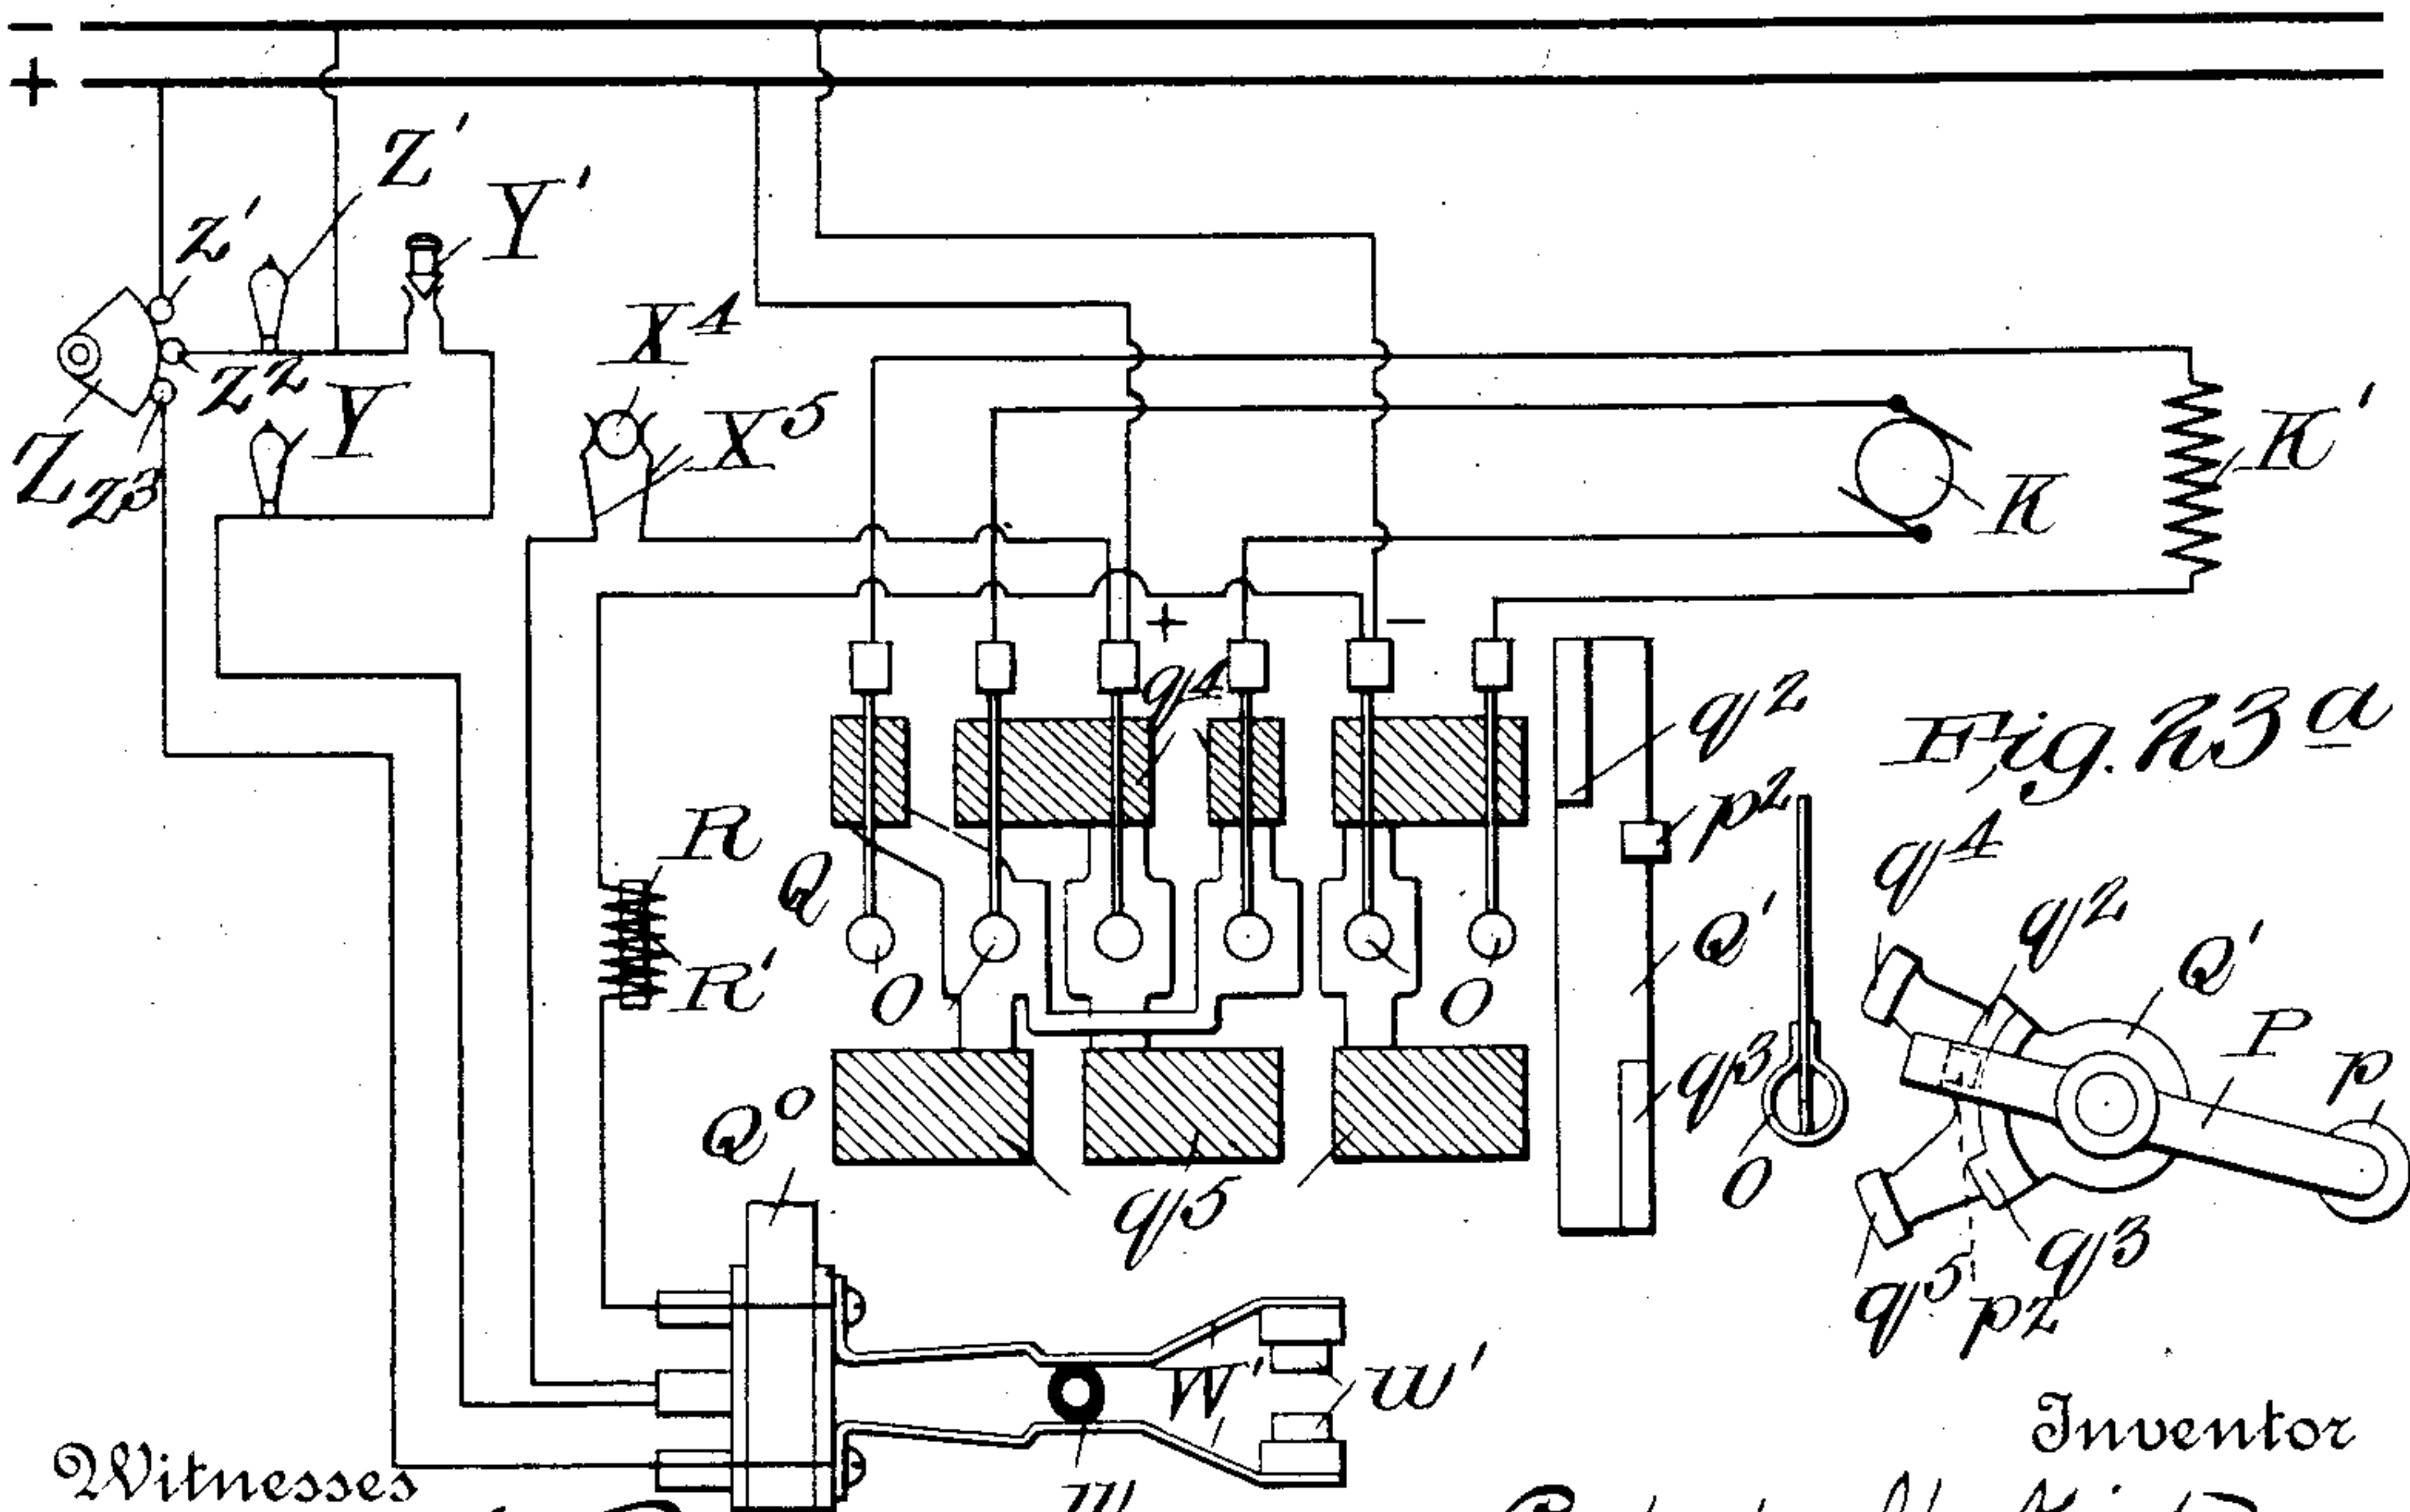 −
+
Z'
Y'
z'
X⁴
z²
Y
X⁵
K'
Z
z³
K
+
−
q⁴
q²
Fig. 23ª
p²
R
Q
q⁴
q²
Q'
Q'
R'
O
O
P
p
q³
Q⁰
O
q⁵
q³
q⁵
p²
W'
w'
Inventor
Witnesses